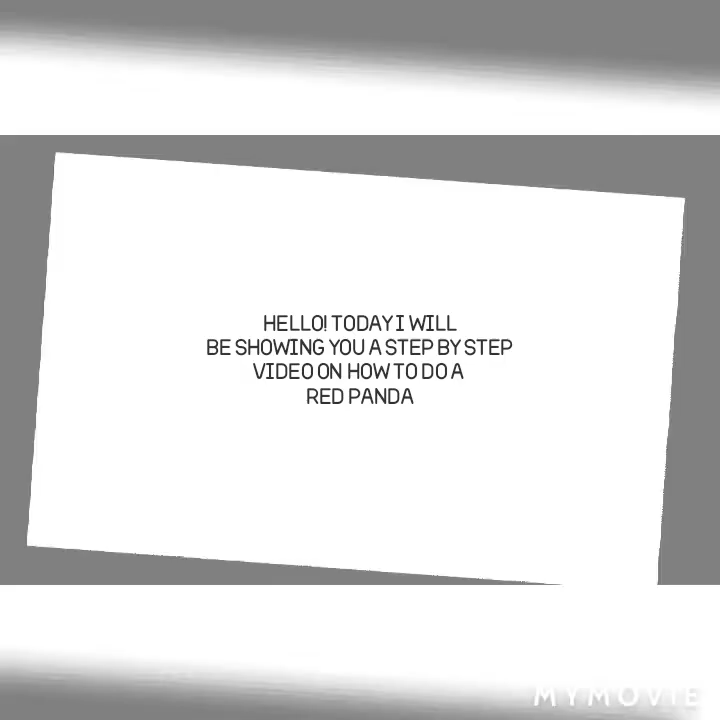 HELLO! TODAY I WILL
BE SHOWING YOU A STEP BY STEP
VIDEO ON HOW TO DO A
RED PANDA
MYMOVIE